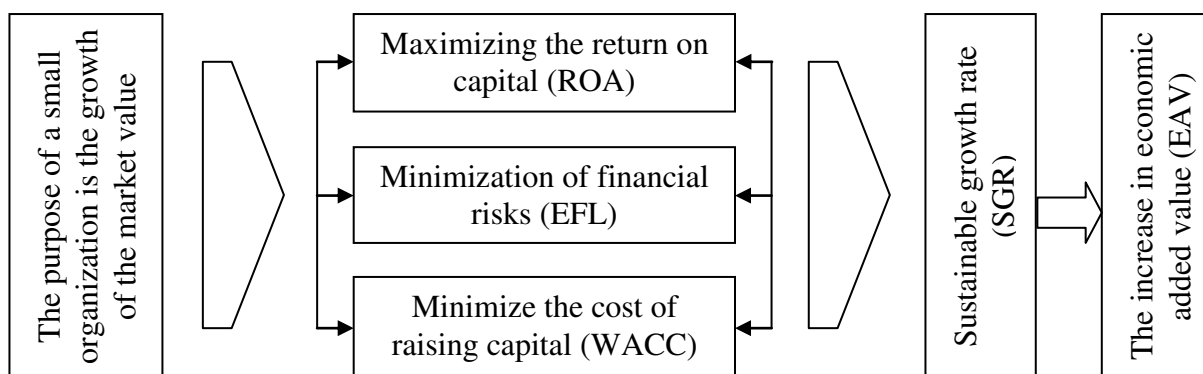 The purpose of a small
organization is the growth
of the market value
Maximizing the return on
capital (ROA)
Minimization of financial
risks (EFL)
Minimize the cost of
raising capital (WACC)
Sustainable growth rate
(SGR)
The increase in economic
added value (EAV)